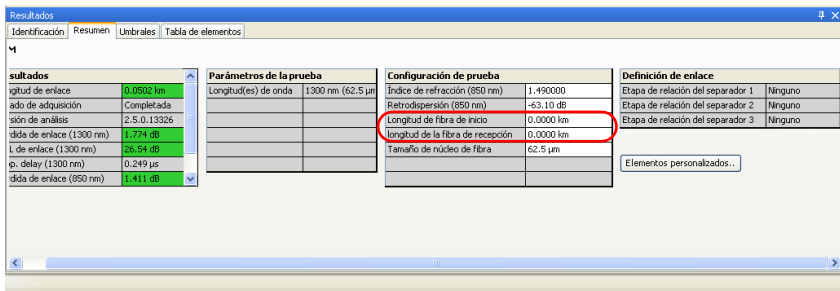 Resultados
Identificación Resumen Umbrales Tabla de elementos
sultados
ngitud de enlace 0.0502 km
ado de adquisición Completada
rsión de análisis 2.5.0.13326
rdida de enlace (1300 nm) 1.774 dB
L de enlace (1300 nm) 26.54 dB
op. delay (1300 nm) 0.249 µs
rdida de enlace (850 nm) 1.411 dB
Parámetros de la prueba
Longitud(es) de onda 1300 nm (62.5 µm
Configuración de prueba
Índice de refracción (850 nm) 1.490000
Retrodispersión (850 nm) -63.10 dB
Longitud de fibra de inicio 0.0000 km
longitud de la fibra de recepción 0.0000 km
Tamaño de núcleo de fibra 62.5 µm
Definición de enlace
Etapa de relación del separador 1 Ninguno
Etapa de relación del separador 2 Ninguno
Etapa de relación del separador 3 Ninguno
Elementos personalizados..